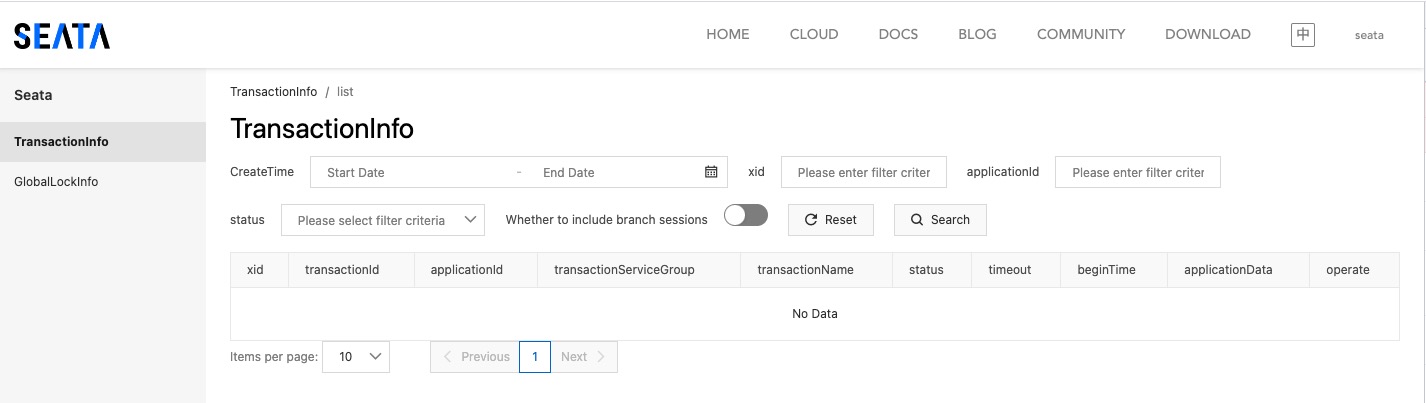 SEATA HOME CLOUD DOCS BLOG COMMUNITY DOWNLOAD 中 seata
Seata
TransactionInfo
GlobalLockInfo
TransactionInfo / list
TransactionInfo
CreateTime Start Date - End Date xid Please enter filter criter applicationId Please enter filter criter
status Please select filter criteria Whether to include branch sessions Reset Search
xid transactionId applicationId transactionServiceGroup transactionName status timeout beginTime applicationData operate
No Data
Items per page: 10 Previous 1 Next